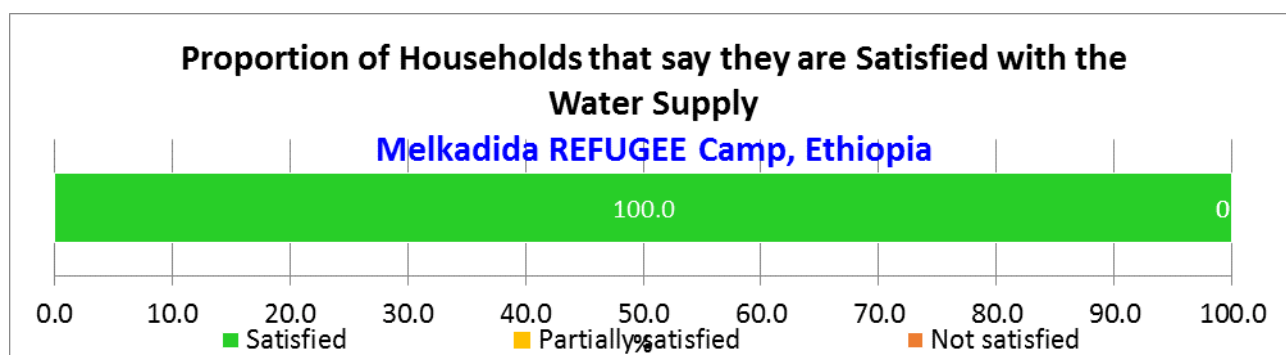 Proportion of Households that say they are Satisfied with the
Water Supply
Melkadida REFUGEE Camp, Ethiopia
100.0 0
0.0 10.0 20.0 30.0 40.0 50.0 60.0 70.0 80.0 90.0 100.0
Satisfied Partially satisfied Not satisfied
%